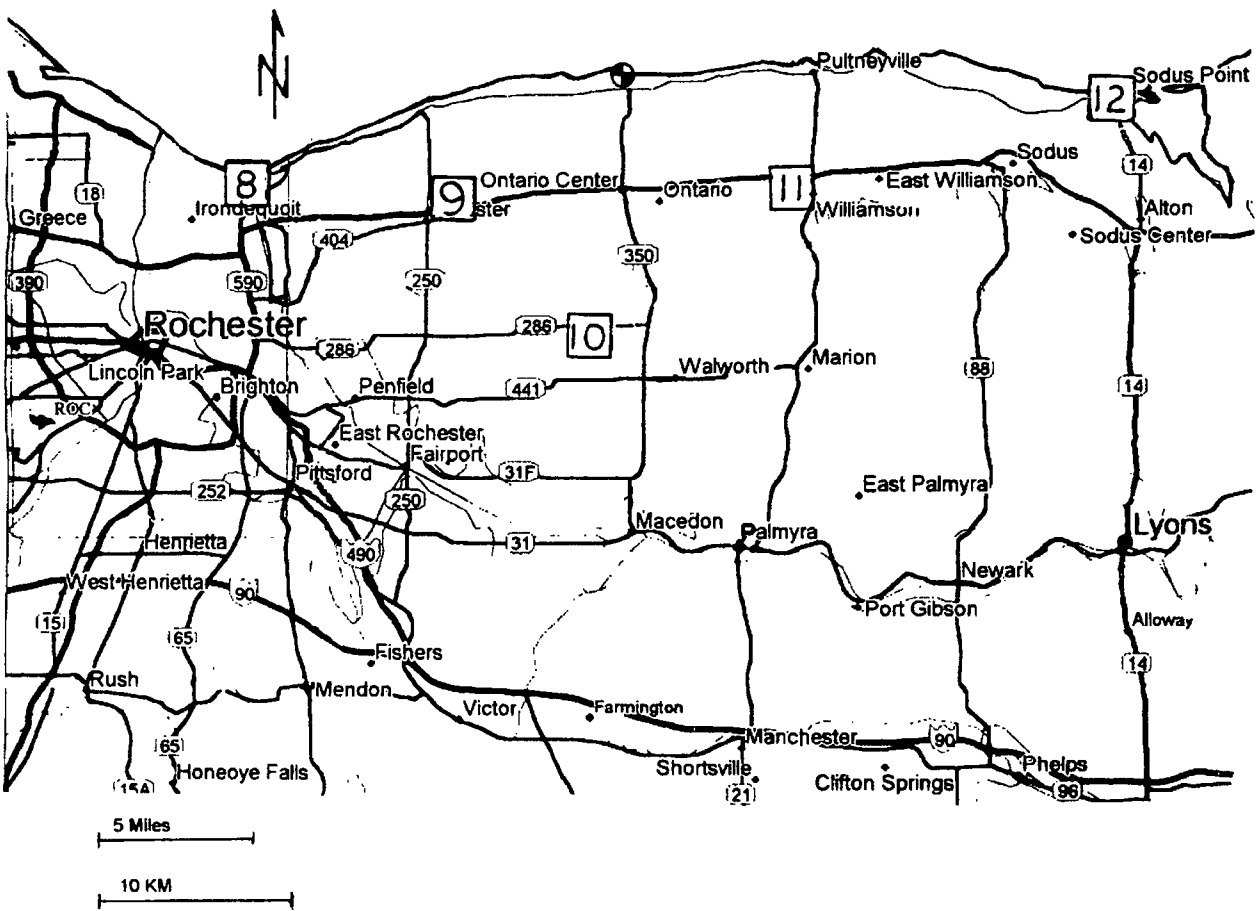 N
Pultneyville
Sodus Point
12
Sodus
14
8
18
Ontario Center
11
East Williamson
9
Ontario
Irondequoit
ster
Williamson
Alton
Greece
404
Sodus Center
350
390
590
250
Rochester
286
10
286
Walworth
Marion
Lincoln Park
88
Brighton
Penfield
441
14
ROC
East Rochester
Fairport
Pittsford
31F
252
250
East Palmyra
Macedon
Palmyra
Lyons
Henrietta
31
490
West Henrietta
90
Newark
Port Gibson
15
65
Alloway
Fishers
14
Rush
Mendon
Victor
Farmington
65
Manchester
90
Honeoye Falls
Shortsville
Phelps
15A
21
Clifton Springs
96
5 Miles
10 KM